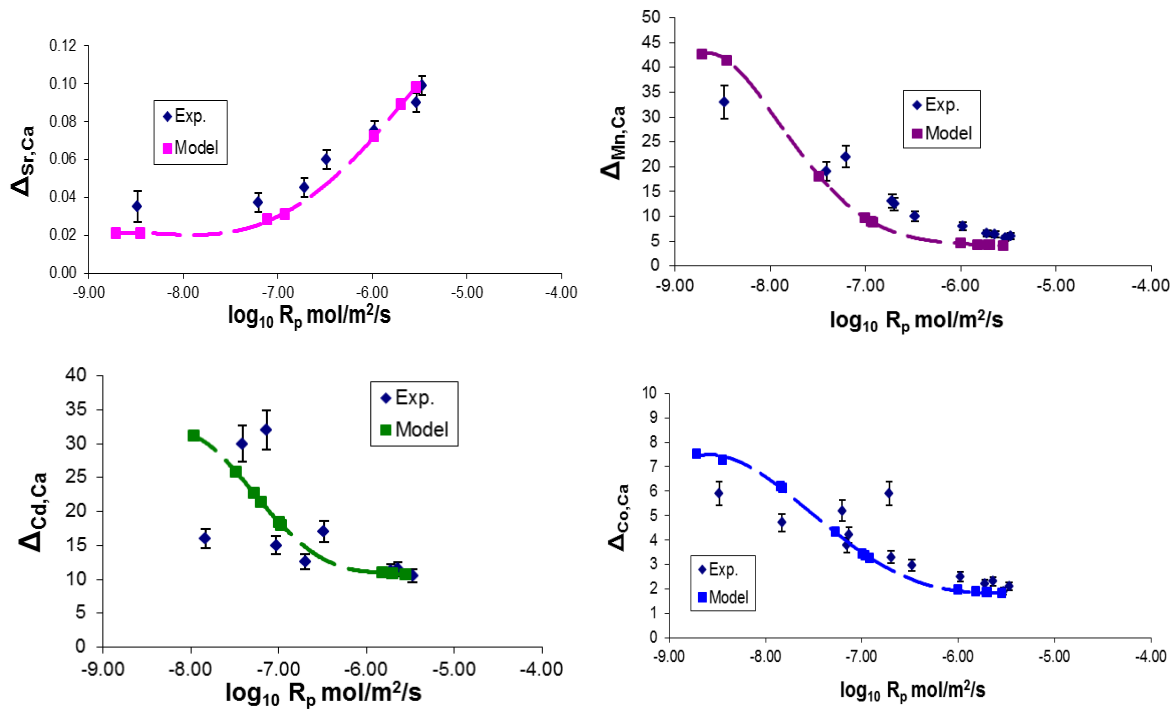 0.12
0.10
0.08
0.06
0.04
0.02
0.00
ΔSr,Ca
Exp.
Model
-9.00 -8.00 -7.00 -6.00 -5.00 -4.00
log10 Rp mol/m2/s
50
45
40
35
30
25
20
15
10
5
0
ΔMn,Ca
Exp.
Model
-9.00 -8.00 -7.00 -6.00 -5.00 -4.00
log10 Rp mol/m2/s
40
35
30
25
20
15
10
5
0
ΔCd,Ca
Exp.
Model
-9.00 -8.00 -7.00 -6.00 -5.00 -4.00
log10 Rp mol/m2/s
10
9
8
7
6
5
4
3
2
1
0
ΔCo,Ca
Exp.
Model
-9.00 -8.00 -7.00 -6.00 -5.00 -4.00
log10 Rp mol/m2/s